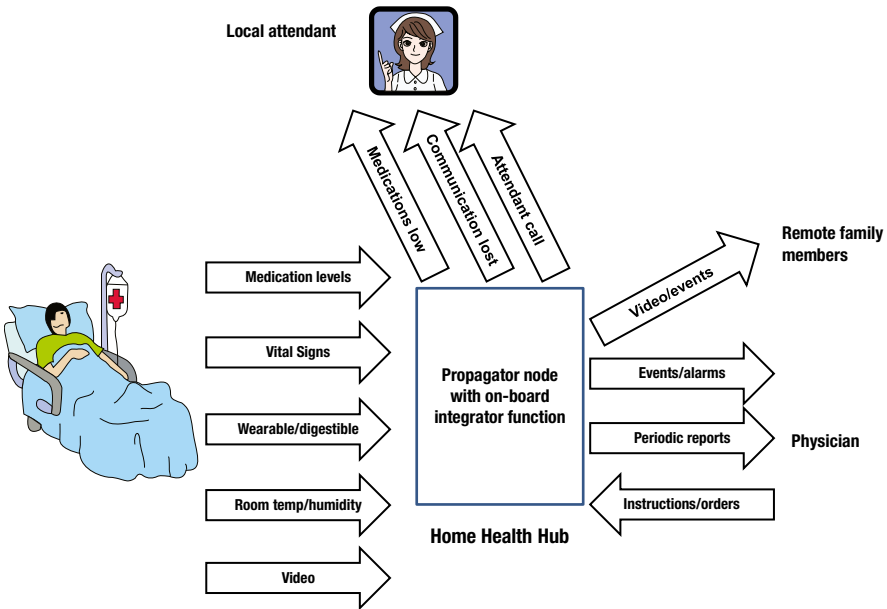 Local attendant
Medications low
Communication lost
Attendant call
Remote family
members
Video/events
Medication levels
Vital Signs
Wearable/digestible
Room temp/humidity
Video
Propagator node
with on-board
integrator function
Events/alarms
Periodic reports
Physician
Instructions/orders
Home Health Hub